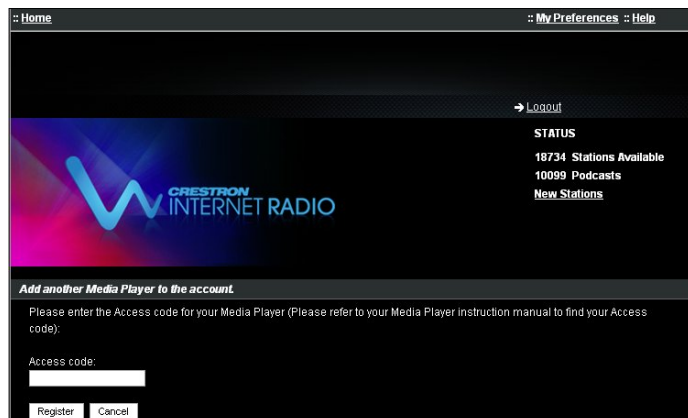 :: Home
:: My Preferences :: Help
Logout
STATUS
18734 Stations Available
10099 Podcasts
New Stations
CRESTRON
INTERNET RADIO
Add another Media Player to the account.
Please enter the Access code for your Media Player (Please refer to your Media Player instruction manual to find your Access
code):
Access code:
Register Cancel